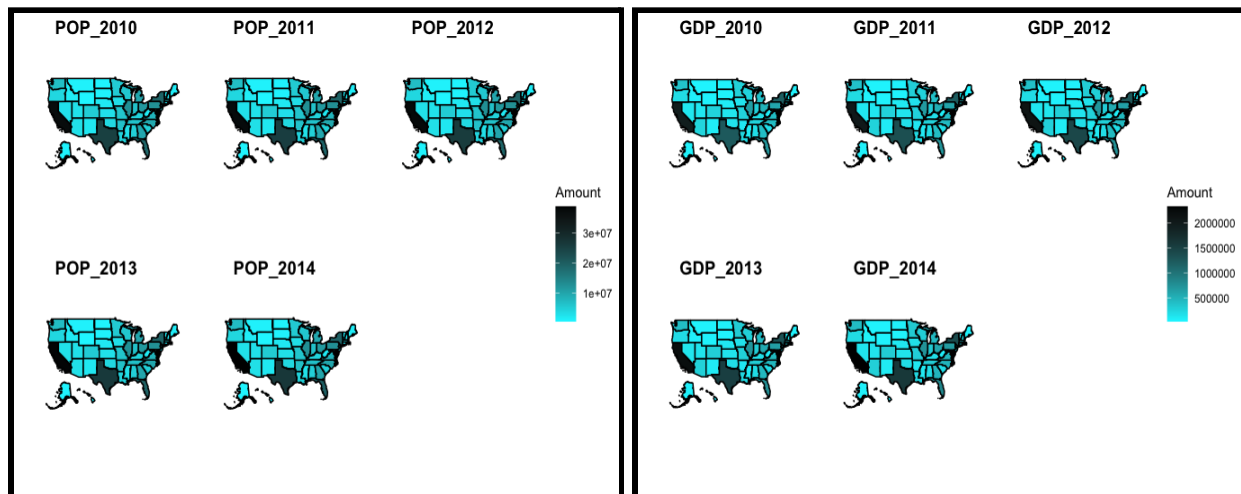 POP_2010 POP_2011 POP_2012
Amount
3e+07
2e+07
1e+07
POP_2013 POP_2014
GDP_2010 GDP_2011 GDP_2012
Amount
2000000
1500000
1000000
500000
GDP_2013 GDP_2014